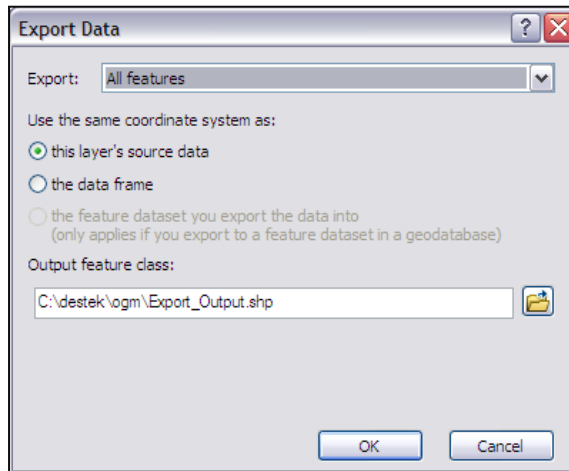 Export Data
Export: All features
Use the same coordinate system as:
this layer's source data
the data frame
the feature dataset you export the data into
(only applies if you export to a feature dataset in a geodatabase)
Output feature class:
C:\destek\ogm\Export_Output.shp
OK Cancel